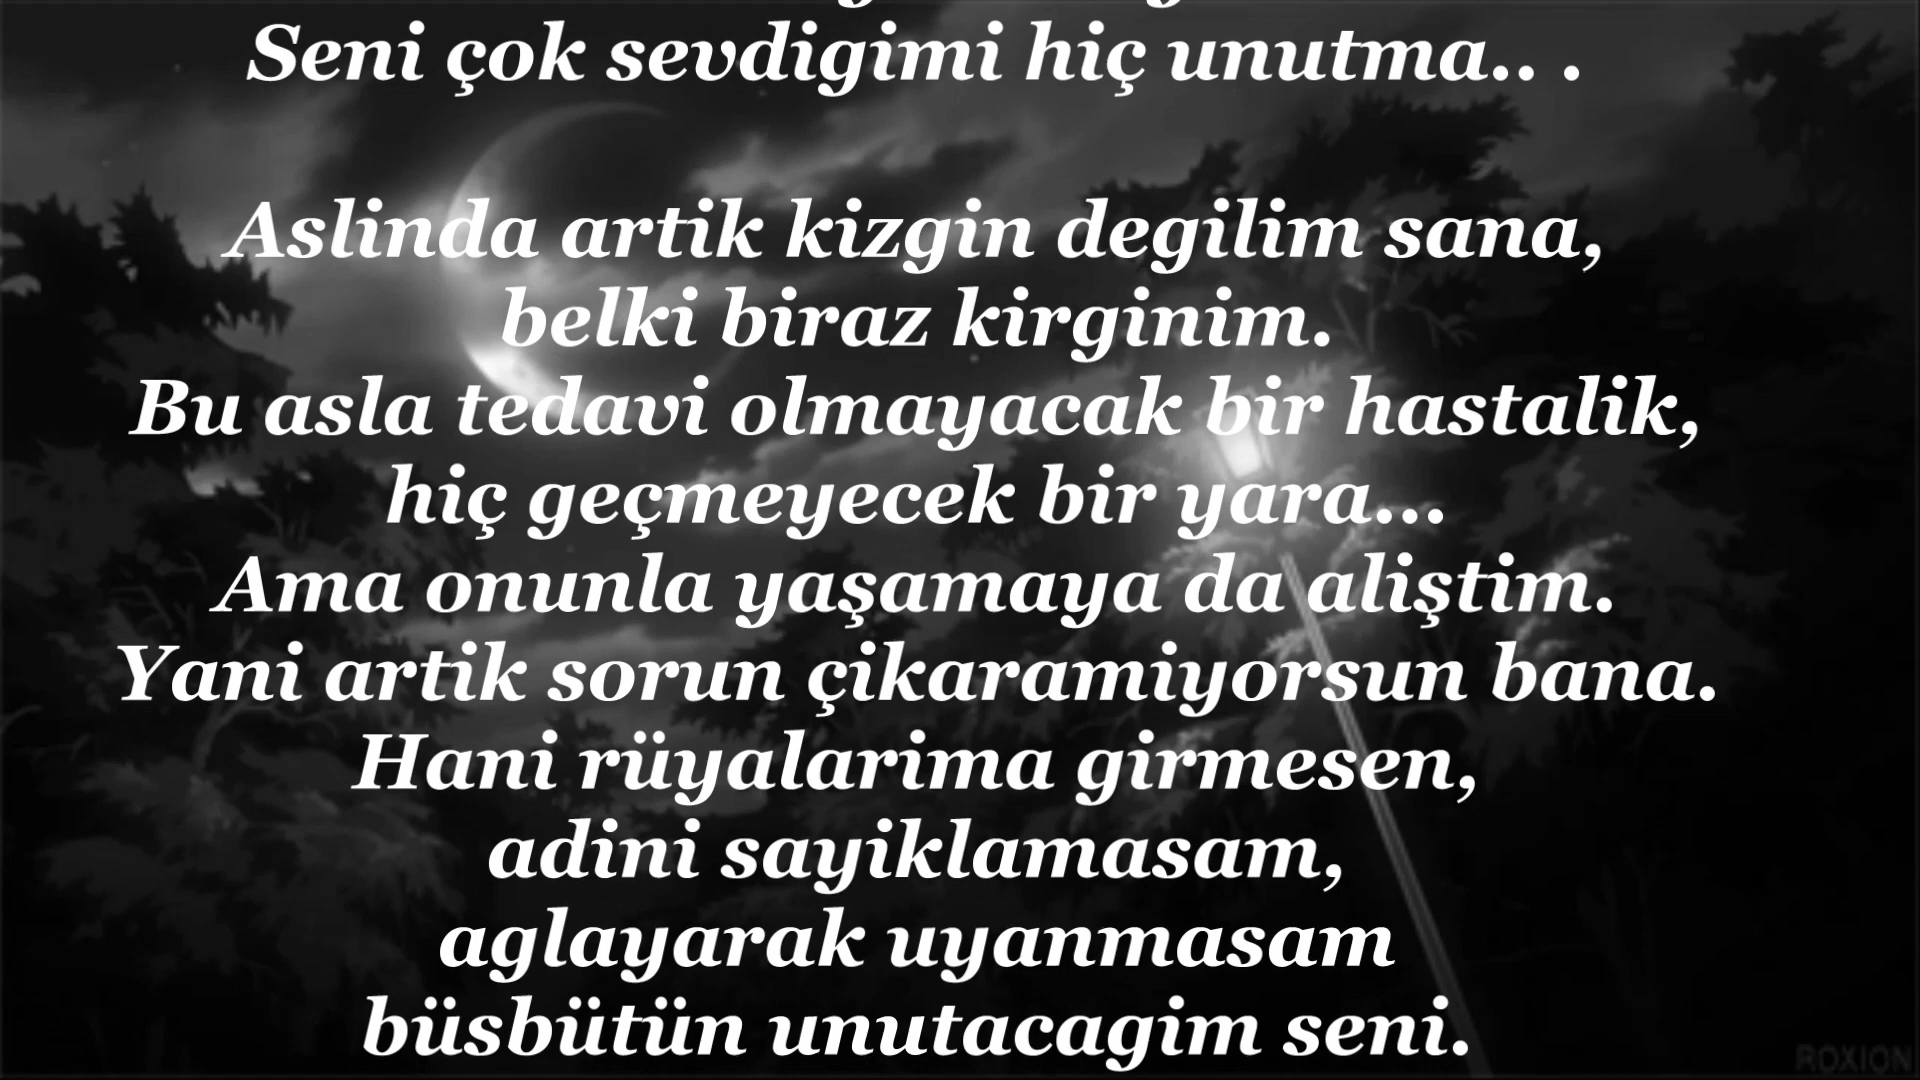 Seni çok sevdigimi hiç unutma.. .
Aslinda artik kizgin degilim sana,
belki biraz kirginim.
Bu asla tedavi olmayacak bir hastalik,
hiç geçmeyecek bir yara...
Ama onunla yaşamaya da aliştim.
Yani artik sorun çikaramiyorsun bana.
Hani rüyalarima girmesen,
adini sayiklamasam,
aglayarak uyanmasam
büsbütün unutacagim seni.
ROXION